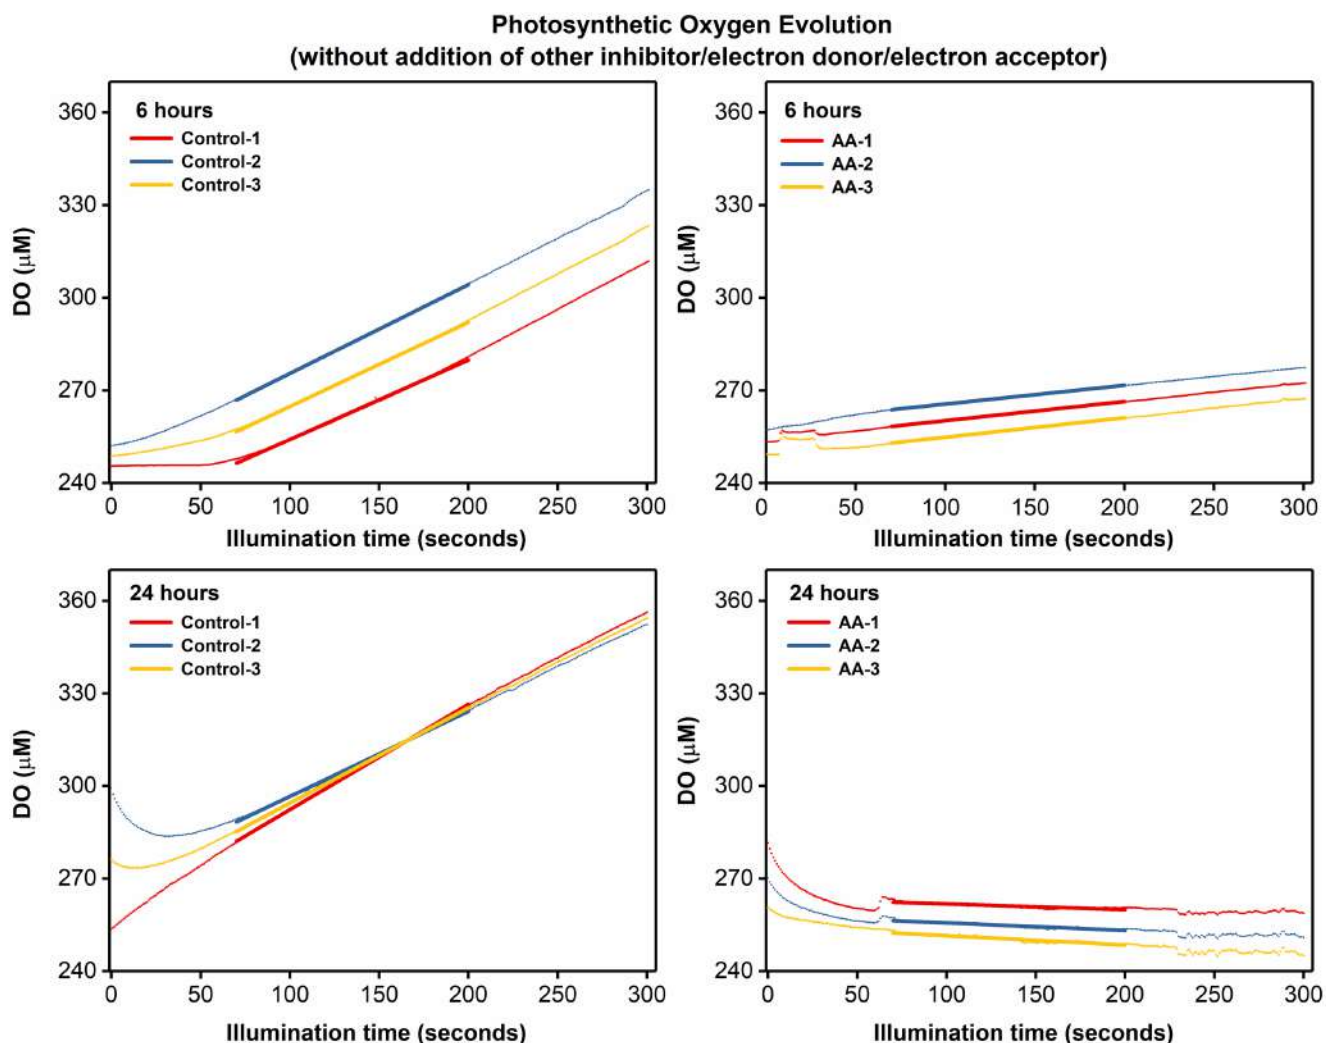 Photosynthetic Oxygen Evolution
(without addition of other inhibitor/electron donor/electron acceptor)
6 hours
Control-1
Control-2
Control-3
DO (μM)
360
330
300
270
240
0 50 100 150 200 250 300
Illumination time (seconds)
6 hours
AA-1
AA-2
AA-3
DO (μM)
360
330
300
270
240
0 50 100 150 200 250 300
Illumination time (seconds)
24 hours
Control-1
Control-2
Control-3
DO (μM)
360
330
300
270
240
0 50 100 150 200 250 300
Illumination time (seconds)
24 hours
AA-1
AA-2
AA-3
DO (μM)
360
330
300
270
240
0 50 100 150 200 250 300
Illumination time (seconds)